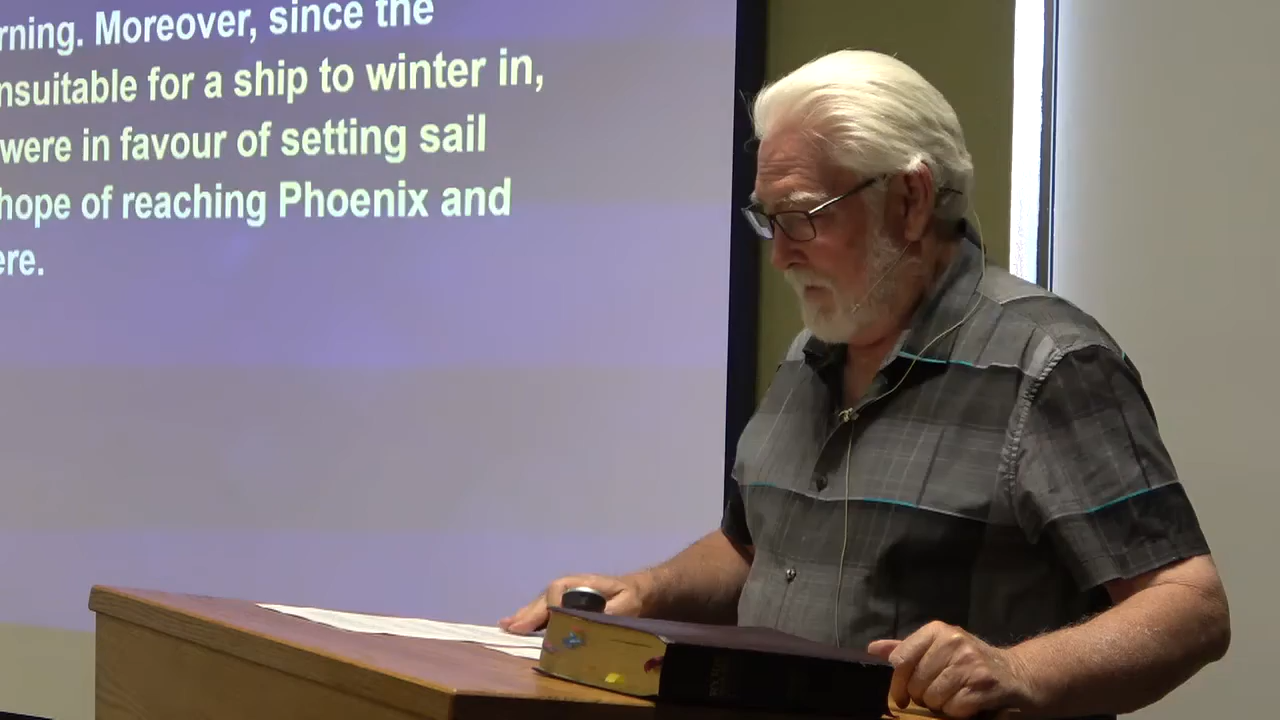 rning. Moreover, since the
nsuitable for a ship to winter in,
were in favour of setting sail
hope of reaching Phoenix and
ere.